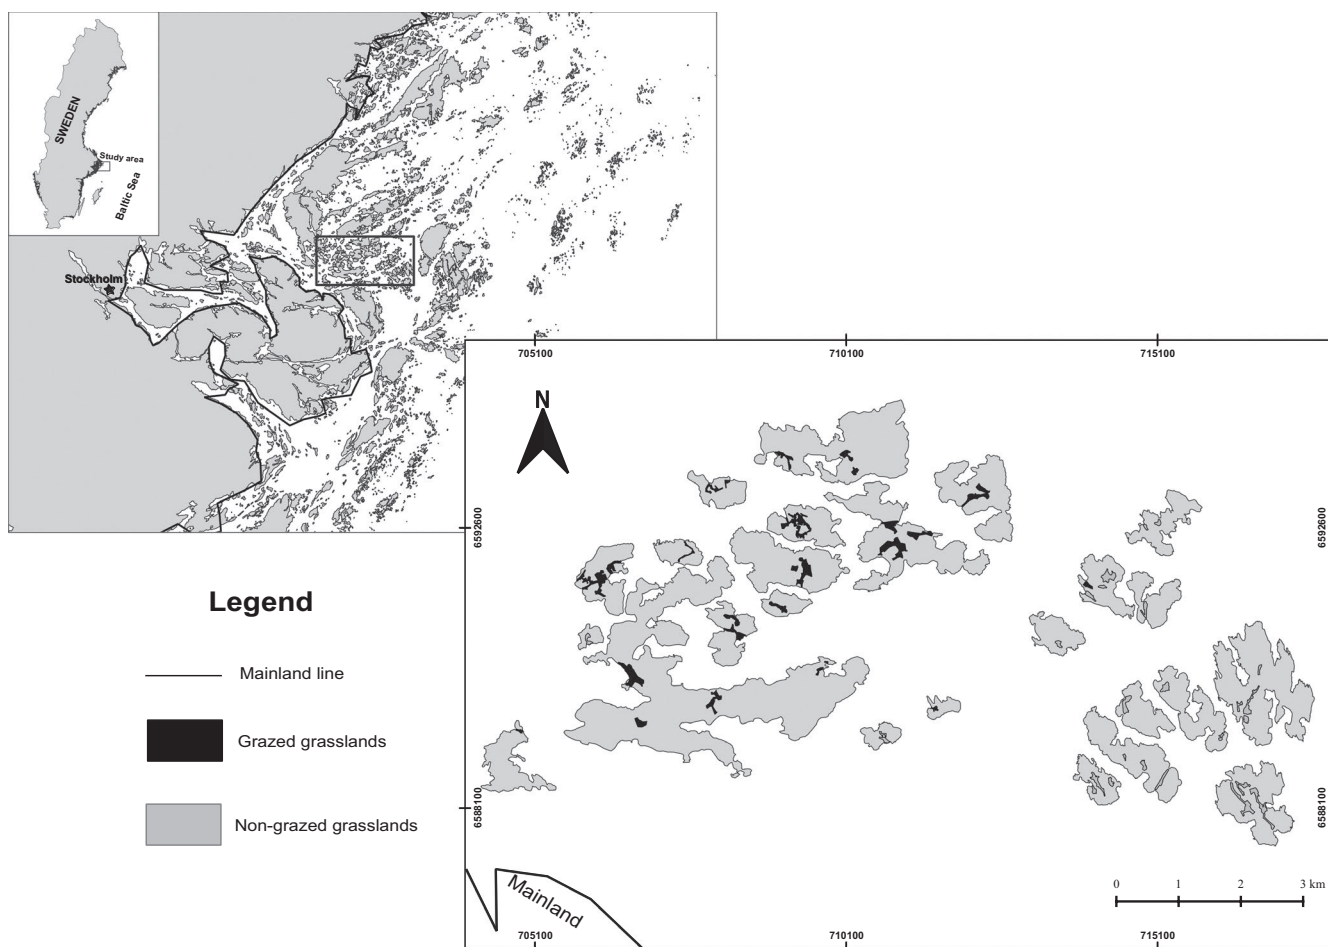 SWEDEN
Study area
Baltic Sea
Stockholm
705100
710100
715100
N
6592600
6592600
Legend
Mainland line
Grazed grasslands
Non-grazed grasslands
6588100
6588100
Mainland
0 1 2 3 km
705100
710100
715100